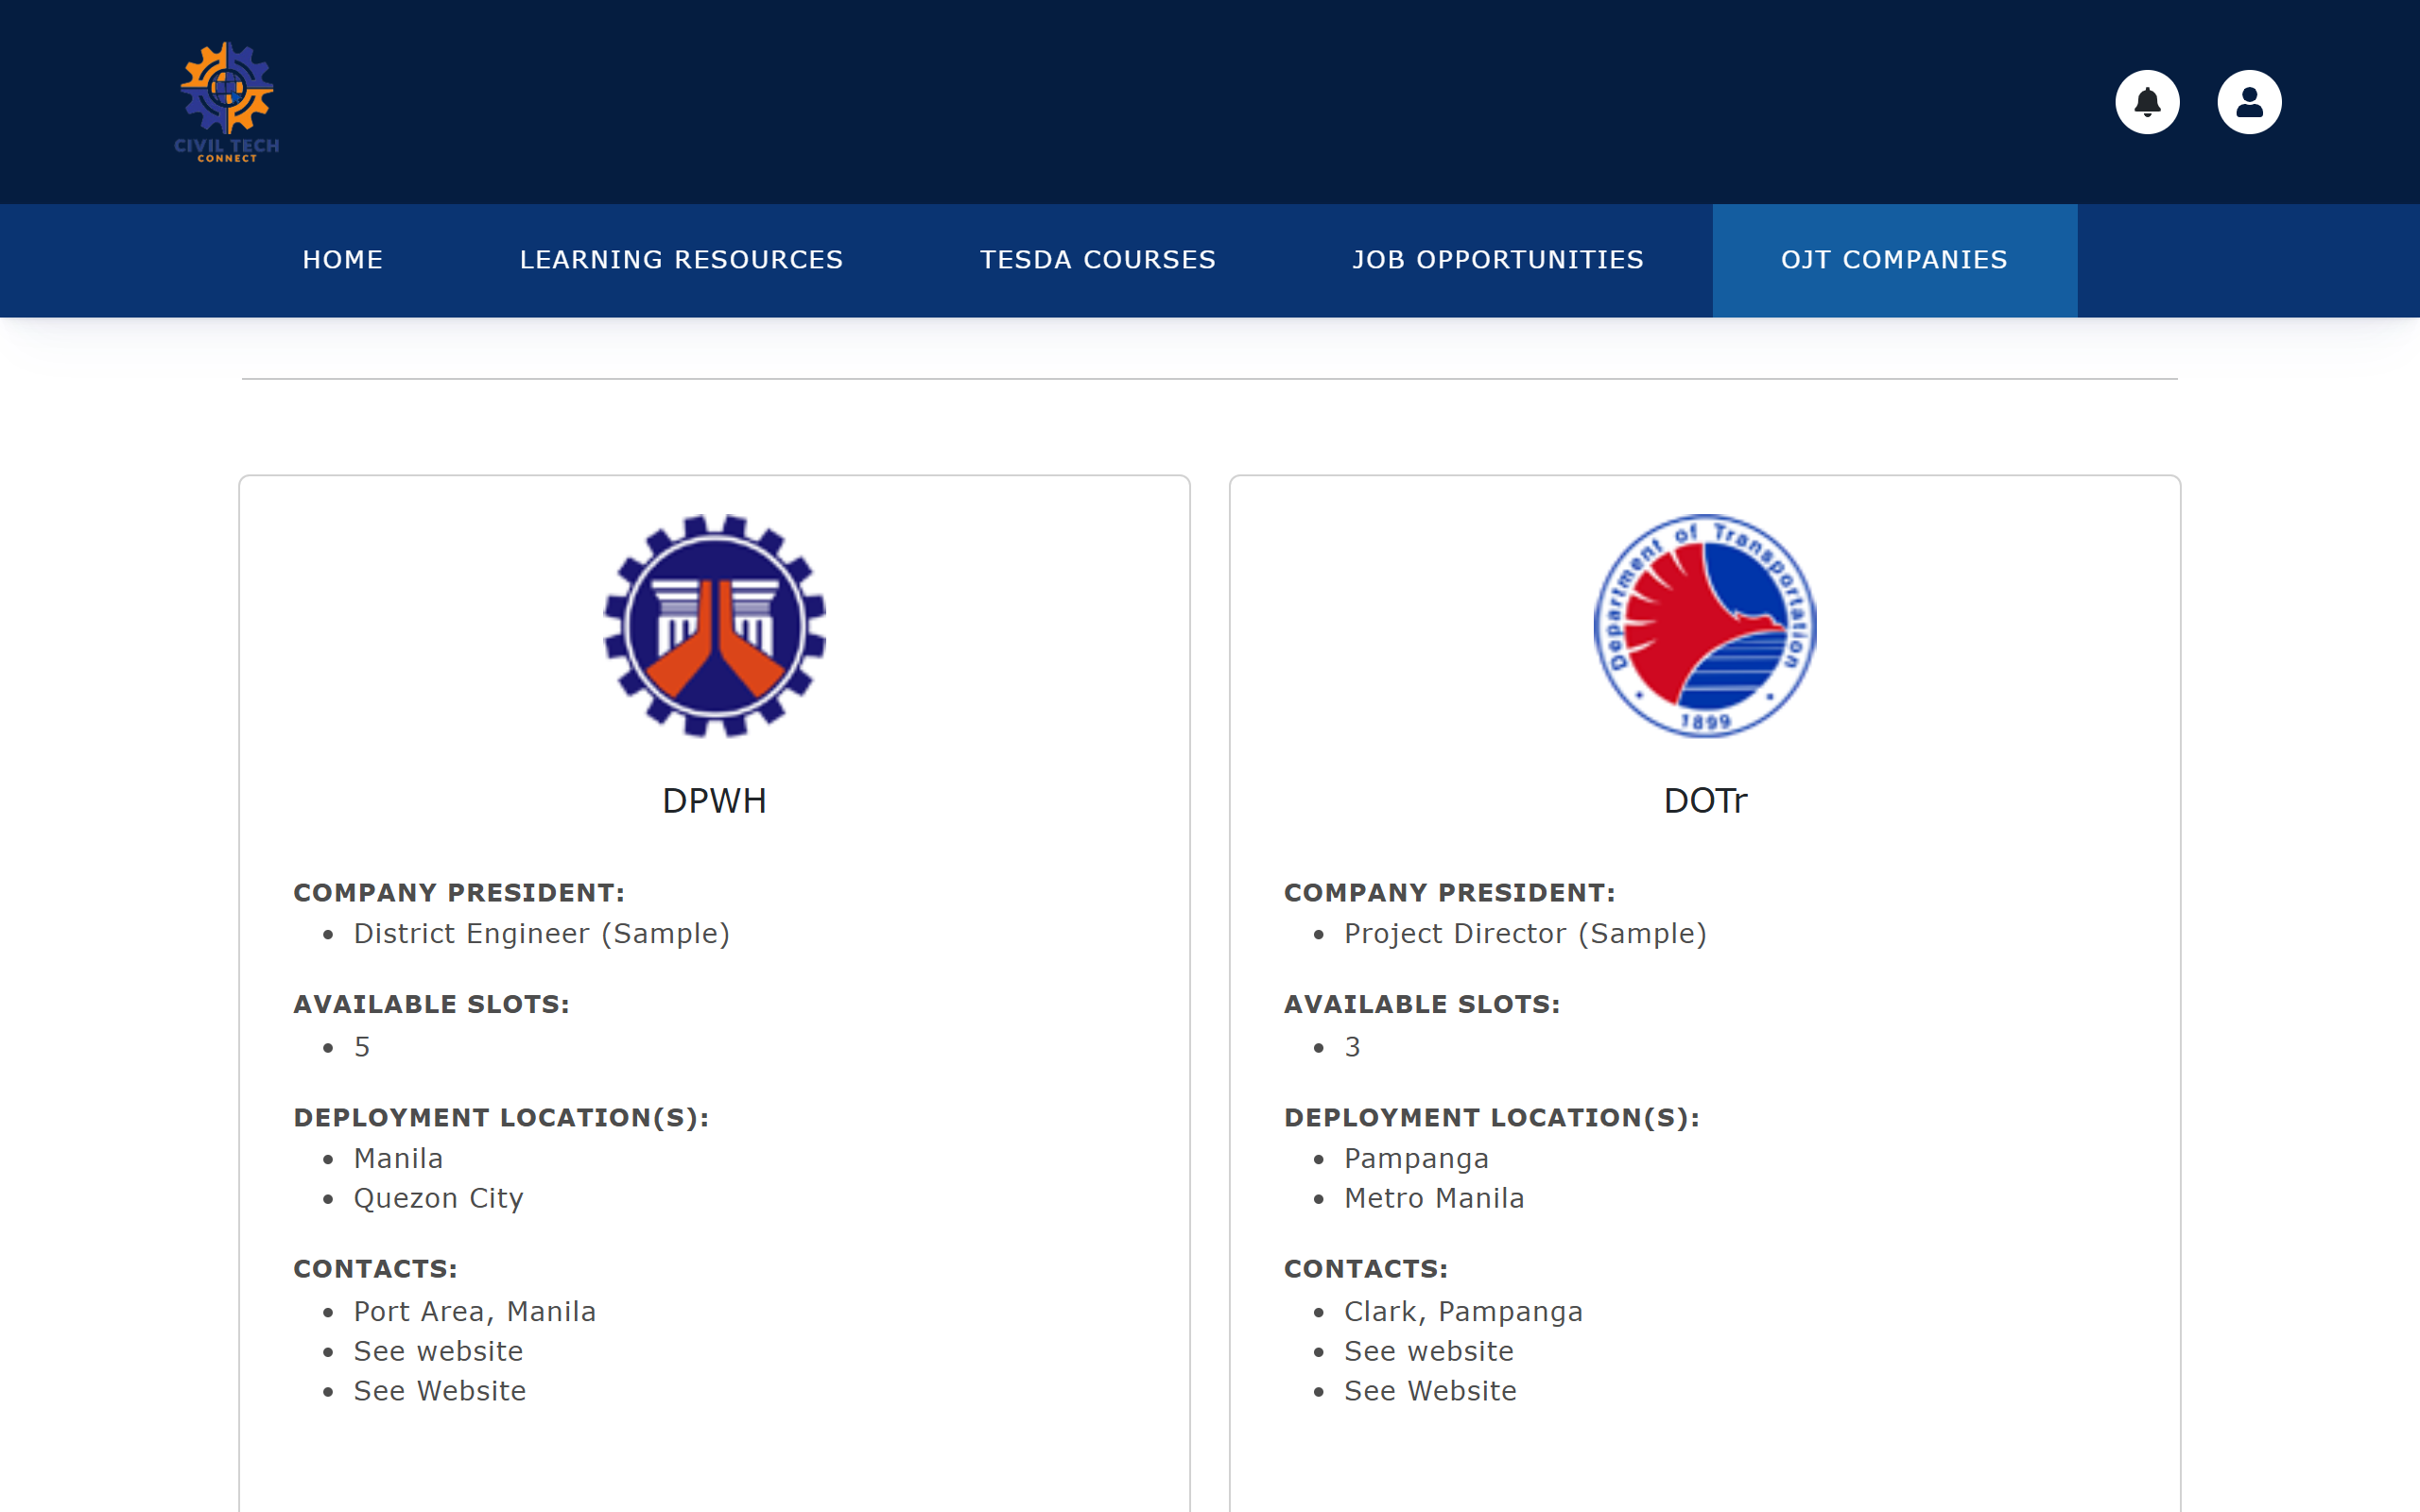 CIVIL TECH
CONNECT
HOME
LEARNING RESOURCES
TESDA COURSES
JOB OPPORTUNITIES
OJT COMPANIES
DPWH
COMPANY PRESIDENT:
District Engineer (Sample)
AVAILABLE SLOTS:
5
DEPLOYMENT LOCATION(S):
Manila
Quezon City
CONTACTS:
Port Area, Manila
See website
See Website
Department of Transportation
1899
DOTr
COMPANY PRESIDENT:
Project Director (Sample)
AVAILABLE SLOTS:
3
DEPLOYMENT LOCATION(S):
Pampanga
Metro Manila
CONTACTS:
Clark, Pampanga
See website
See Website